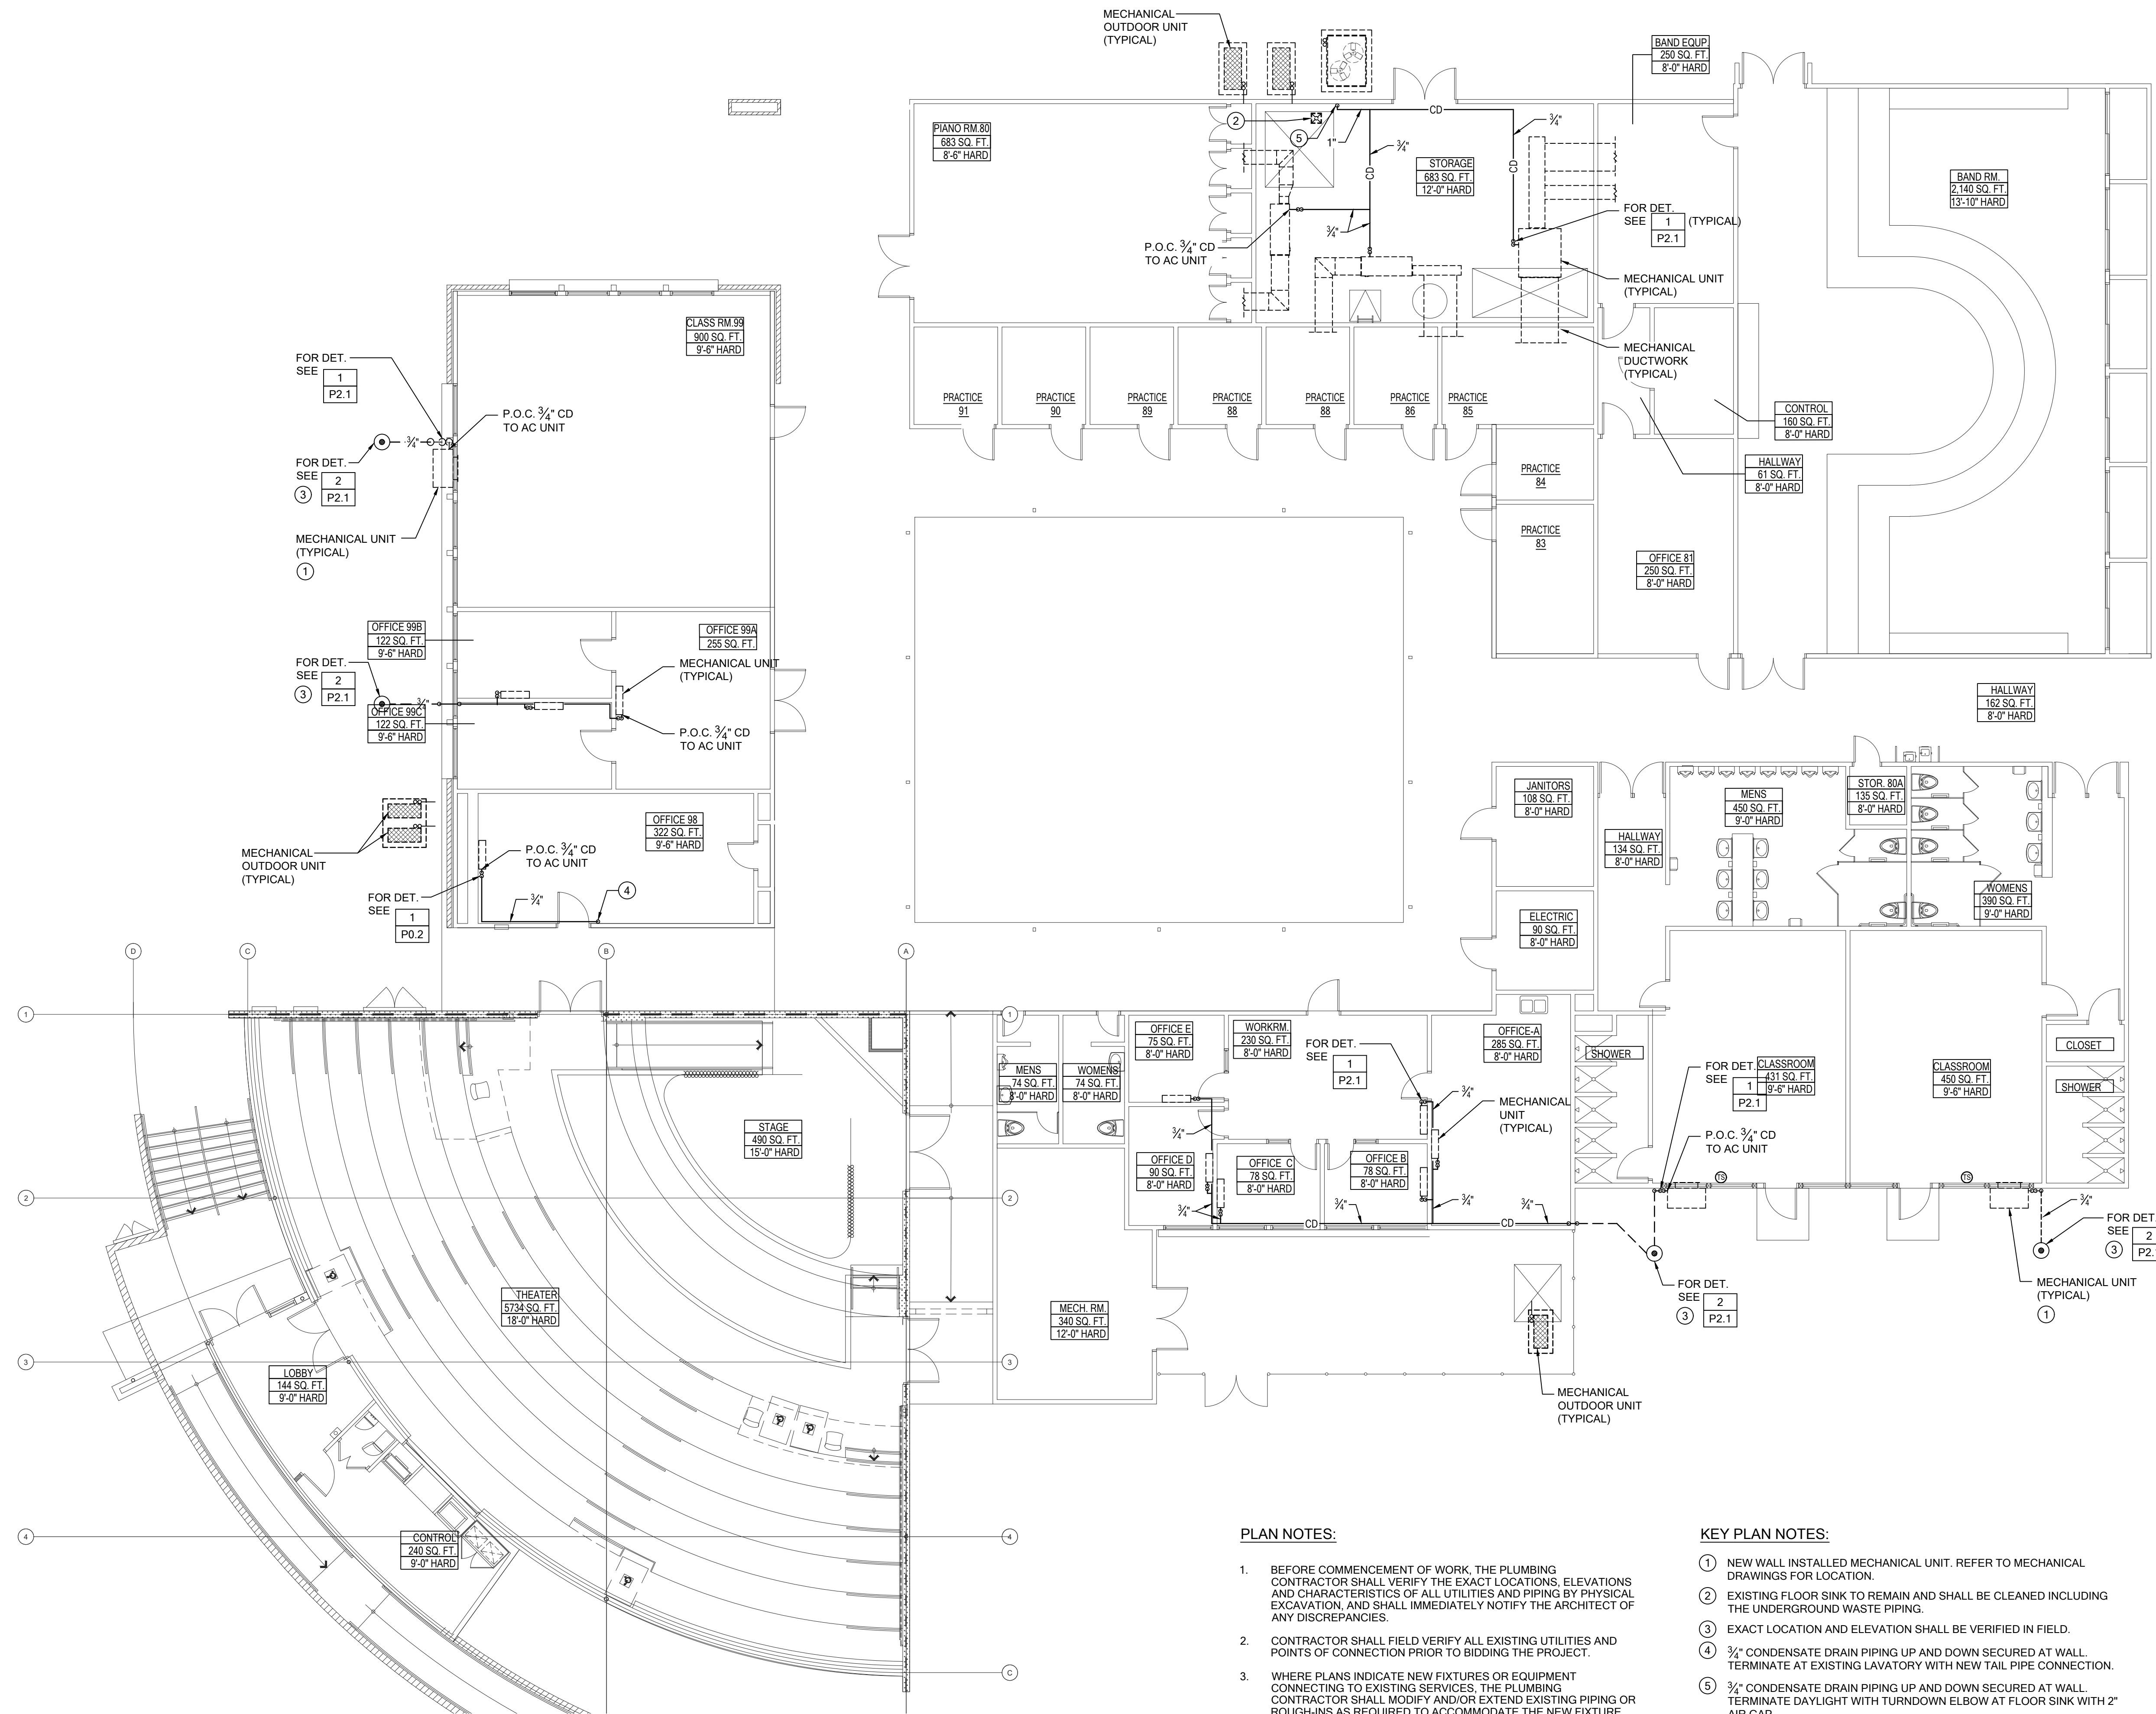 MECHANICAL
OUTDOOR UNIT
(TYPICAL)
BAND EQUP.
250 SQ. FT.
8'-0" HARD
PIANO RM.80
683 SQ. FT.
8'-6" HARD
2
5
1"
CD
3/4"
3/4"
CD
CD
STORAGE
683 SQ. FT.
12'-0" HARD
BAND RM.
2,140 SQ. FT.
13'-10" HARD
FOR DET.
SEE 1 (TYPICAL)
P2.1
3/4"
P.O.C. 3/4" CD
TO AC UNIT
MECHANICAL UNIT
(TYPICAL)
MECHANICAL
DUCTWORK
(TYPICAL)
CLASS RM.99
900 SQ. FT.
9'-6" HARD
FOR DET.
SEE 1
P2.1
P.O.C. 3/4" CD
TO AC UNIT
3/4"
FOR DET.
SEE 2
3 P2.1
MECHANICAL UNIT
(TYPICAL)
1
PRACTICE
91
PRACTICE
90
PRACTICE
89
PRACTICE
88
PRACTICE
88
PRACTICE
86
PRACTICE
85
CONTROL
160 SQ. FT.
8'-0" HARD
HALLWAY
61 SQ. FT.
8'-0" HARD
PRACTICE
84
PRACTICE
83
OFFICE 81
250 SQ. FT.
8'-0" HARD
OFFICE 99B
122 SQ. FT.
9'-6" HARD
OFFICE 99A
255 SQ. FT.
FOR DET.
SEE 2
3 P2.1
MECHANICAL UNIT
(TYPICAL)
3/4"
OFFICE 99C
122 SQ. FT.
9'-6" HARD
P.O.C. 3/4" CD
TO AC UNIT
HALLWAY
162 SQ. FT.
8'-0" HARD
MECHANICAL
OUTDOOR UNIT
(TYPICAL)
OFFICE 98
322 SQ. FT.
9'-6" HARD
P.O.C. 3/4" CD
TO AC UNIT
4
3/4"
FOR DET.
SEE 1
P0.2
JANITORS
108 SQ. FT.
8'-0" HARD
HALLWAY
134 SQ. FT.
8'-0" HARD
MENS
450 SQ. FT.
9'-0" HARD
STOR. 80A
135 SQ. FT.
8'-0" HARD
WOMENS
390 SQ. FT.
9'-0" HARD
ELECTRIC
90 SQ. FT.
8'-0" HARD
D
C
B
A
1
1
2
2
3
3
4
4
C
OFFICE E
75 SQ. FT.
8'-0" HARD
WORKRM.
230 SQ. FT.
8'-0" HARD
FOR DET.
SEE 1
P2.1
OFFICE-A
285 SQ. FT.
8'-0" HARD
MENS
74 SQ. FT.
8'-0" HARD
WOMENS
74 SQ. FT.
8'-0" HARD
SHOWER
FOR DET.
SEE 1
P2.1
CLASSROOM
431 SQ. FT.
9'-6" HARD
CLASSROOM
450 SQ. FT.
9'-6" HARD
CLOSET
SHOWER
3/4"
MECHANICAL
UNIT
(TYPICAL)
P.O.C. 3/4" CD
TO AC UNIT
3/4"
STAGE
490 SQ. FT.
15'-0" HARD
OFFICE D
90 SQ. FT.
8'-0" HARD
OFFICE C
78 SQ. FT.
8'-0" HARD
OFFICE B
78 SQ. FT.
8'-0" HARD
TS
TS
3/4"
CD
3/4"
3/4"
CD
3/4"
3/4"
FOR DET.
SEE 2
3 P2.
FOR DET.
SEE 2
3 P2.1
MECHANICAL UNIT
(TYPICAL)
1
THEATER
5734 SQ. FT.
18'-0" HARD
MECH. RM.
340 SQ. FT.
12'-0" HARD
LOBBY
144 SQ. FT.
9'-0" HARD
MECHANICAL
OUTDOOR UNIT
(TYPICAL)
CONTROL
240 SQ. FT.
9'-0" HARD
PLAN NOTES:
1. BEFORE COMMENCEMENT OF WORK, THE PLUMBING
CONTRACTOR SHALL VERIFY THE EXACT LOCATIONS, ELEVATIONS
AND CHARACTERISTICS OF ALL UTILITIES AND PIPING BY PHYSICAL
EXCAVATION, AND SHALL IMMEDIATELY NOTIFY THE ARCHITECT OF
ANY DISCREPANCIES.
2. CONTRACTOR SHALL FIELD VERIFY ALL EXISTING UTILITIES AND
POINTS OF CONNECTION PRIOR TO BIDDING THE PROJECT.
3. WHERE PLANS INDICATE NEW FIXTURES OR EQUIPMENT
CONNECTING TO EXISTING SERVICES, THE PLUMBING
CONTRACTOR SHALL MODIFY AND/OR EXTEND EXISTING PIPING OR
ROUGH-INS AS REQUIRED TO ACCOMMODATE THE NEW FIXTURE
KEY PLAN NOTES:
1 NEW WALL INSTALLED MECHANICAL UNIT. REFER TO MECHANICAL
DRAWINGS FOR LOCATION.
2 EXISTING FLOOR SINK TO REMAIN AND SHALL BE CLEANED INCLUDING
THE UNDERGROUND WASTE PIPING.
3 EXACT LOCATION AND ELEVATION SHALL BE VERIFIED IN FIELD.
4 3/4" CONDENSATE DRAIN PIPING UP AND DOWN SECURED AT WALL.
TERMINATE AT EXISTING LAVATORY WITH NEW TAIL PIPE CONNECTION.
5 3/4" CONDENSATE DRAIN PIPING UP AND DOWN SECURED AT WALL.
TERMINATE DAYLIGHT WITH TURNDOWN ELBOW AT FLOOR SINK WITH 2"
AIR GAP.